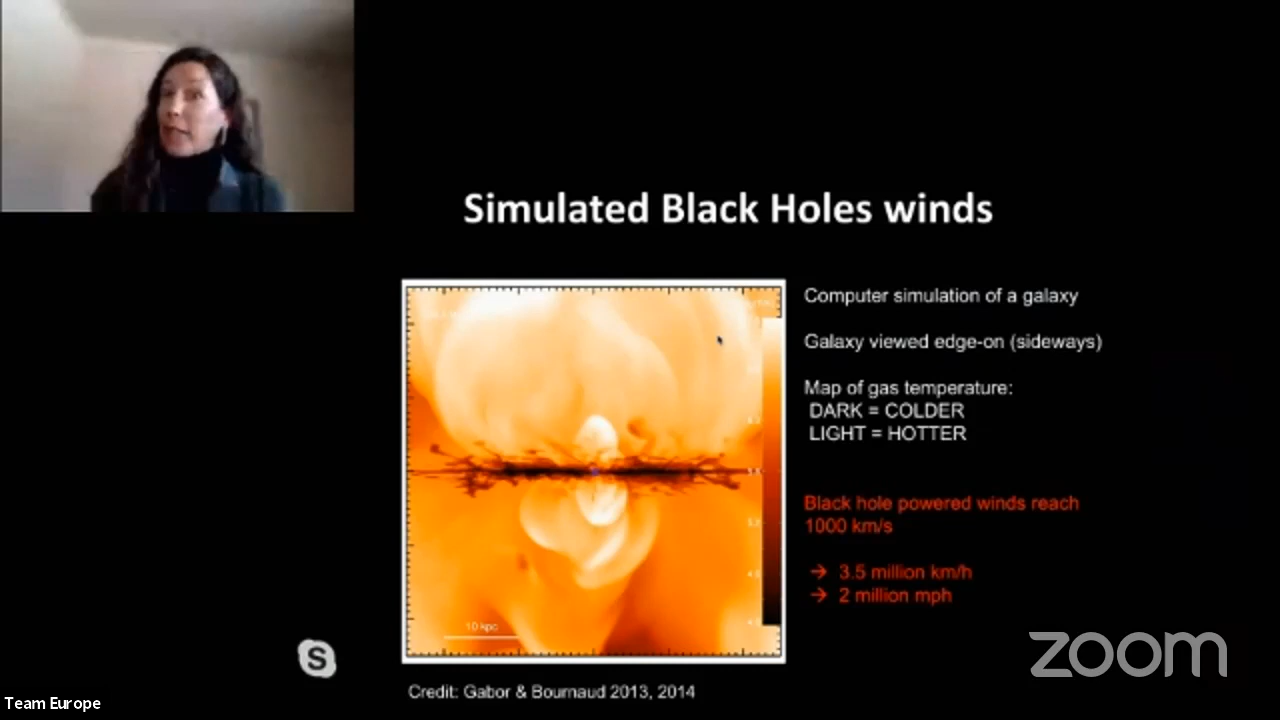 Simulated Black Holes winds
Computer simulation of a galaxy
Galaxy viewed edge-on (sideways)
Map of gas temperature:
DARK = COLDER
LIGHT = HOTTER
Black hole powered winds reach
1000 km/s
→ 3.5 million km/h
→ 2 million mph
10 kpc
Credit: Gabor & Bournaud 2013, 2014
S
zoom
Team Europe